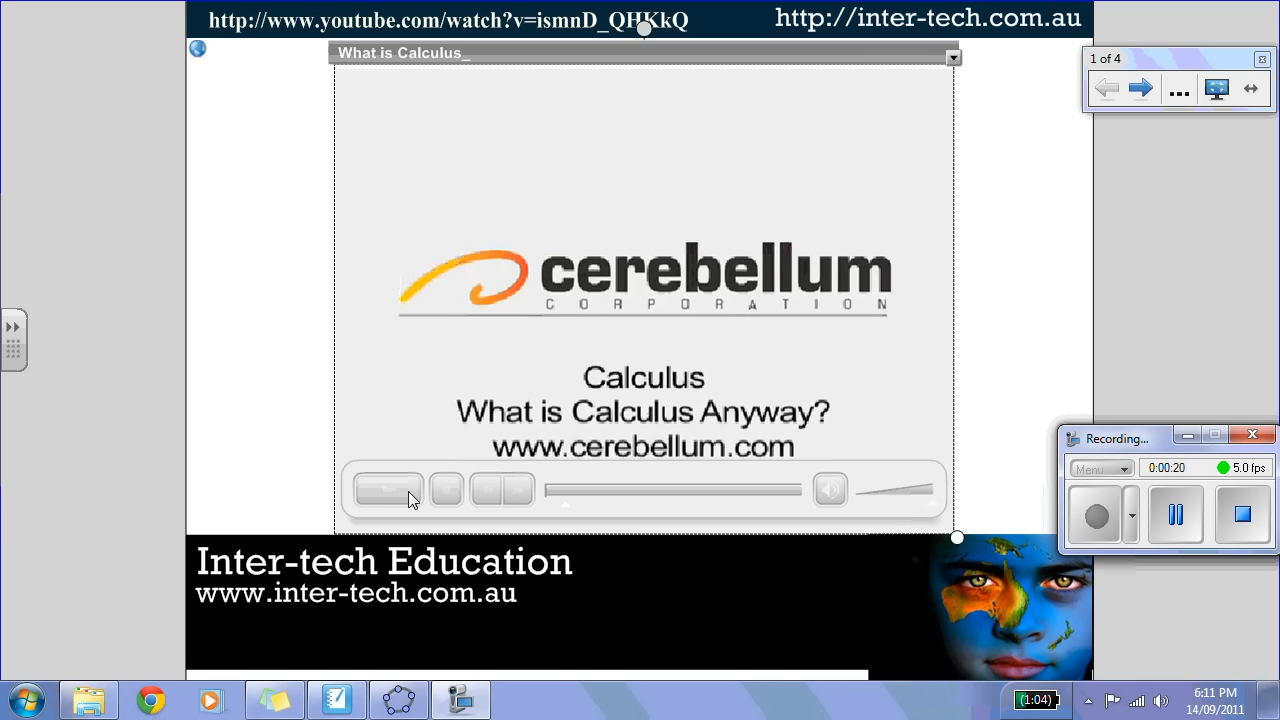 http://www.youtube.com/watch?v=ismnD_QHKkQ
http://inter-tech.com.au
What is Calculus_
1 of 4
cerebellum
CORPORATION
Calculus
What is Calculus Anyway?
www.cerebellum.com
Recording...
Menu
0:00:20
5.0 fps
Inter-tech Education
www.inter-tech.com.au
(1:04)
6:11 PM
14/09/2011